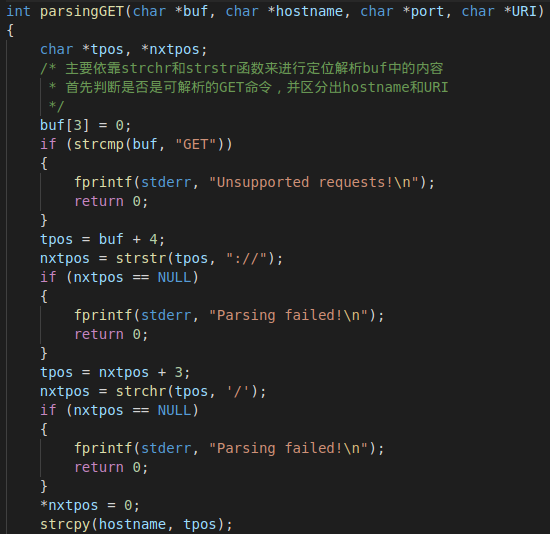 int parsingGET(char *buf, char *hostname, char *port, char *URI)
{
    char *tpos, *nxtpos;
    /* 主要依靠strchr和strstr函数来进行定位解析buf中的内容
     * 首先判断是否是可解析的GET命令，并区分出hostname和URI
     */
    buf[3] = 0;
    if (strcmp(buf, "GET"))
    {
        fprintf(stderr, "Unsupported requests!\n");
        return 0;
    }
    tpos = buf + 4;
    nxtpos = strstr(tpos, "://");
    if (nxtpos == NULL)
    {
        fprintf(stderr, "Parsing failed!\n");
        return 0;
    }
    tpos = nxtpos + 3;
    nxtpos = strchr(tpos, '/');
    if (nxtpos == NULL)
    {
        fprintf(stderr, "Parsing failed!\n");
        return 0;
    }
    *nxtpos = 0;
    strcpy(hostname, tpos);